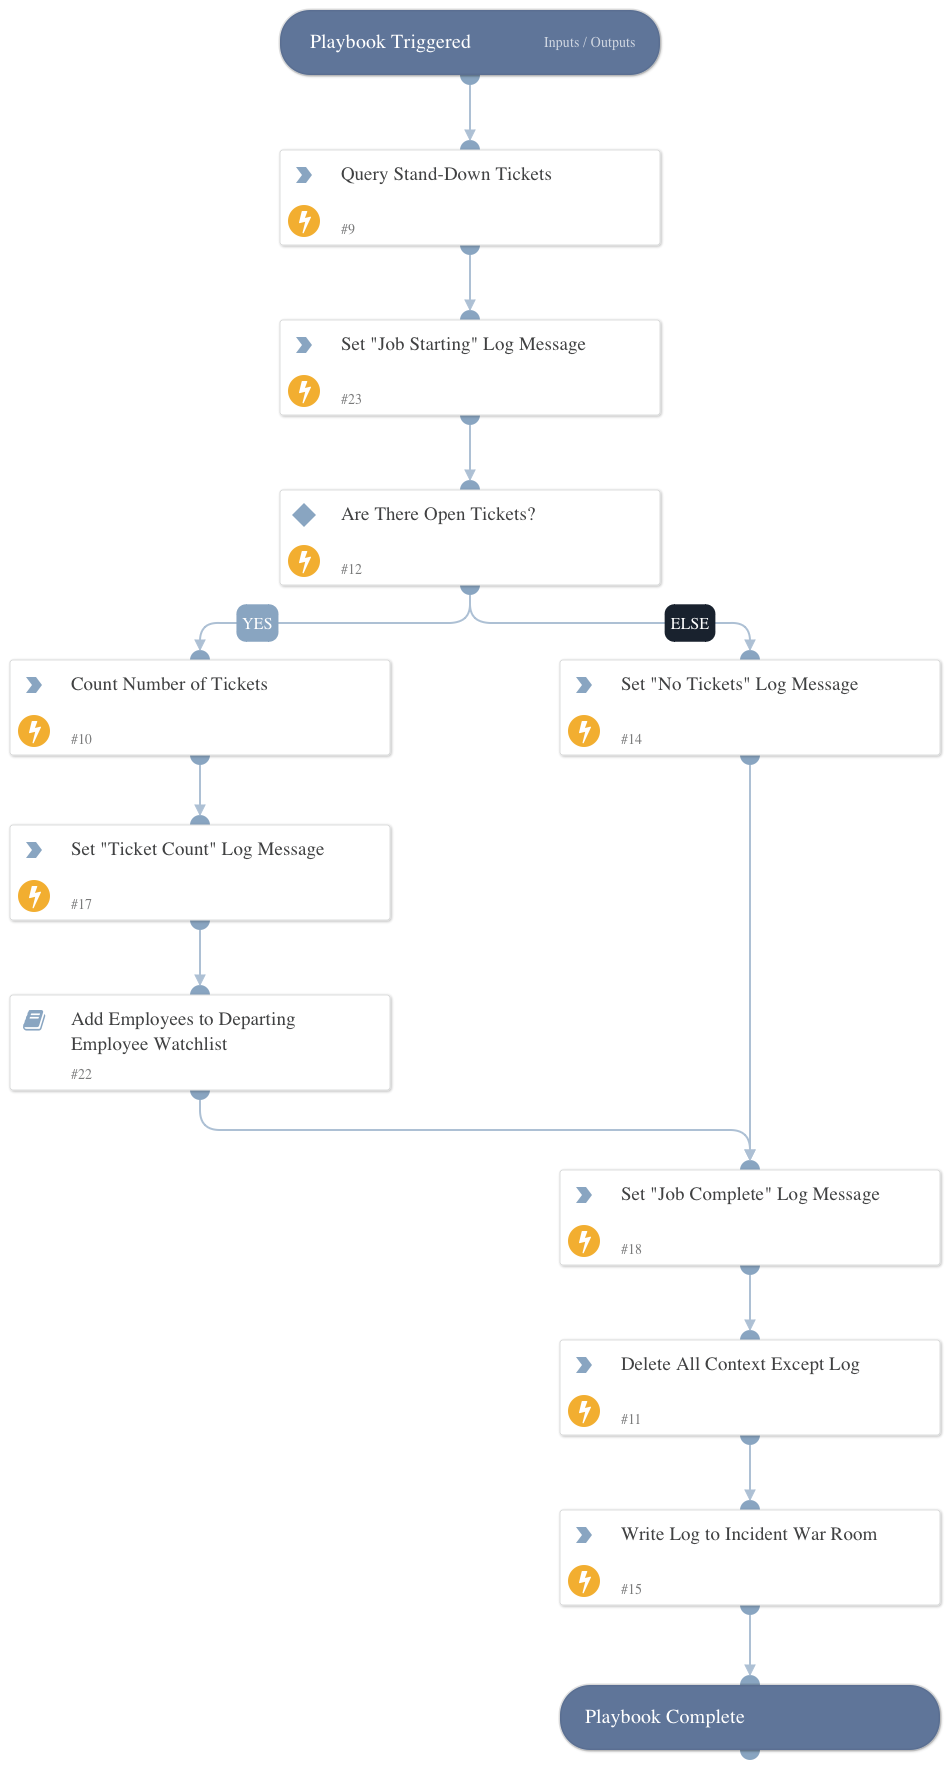 Playbook Triggered
Inputs / Outputs
Query Stand-Down Tickets
#9
Set "Job Starting" Log Message
#23
Are There Open Tickets?
#12
YES
ELSE
Count Number of Tickets
#10
Set "No Tickets" Log Message
#14
Set "Ticket Count" Log Message
#17
Add Employees to Departing
Employee Watchlist
#22
Set "Job Complete" Log Message
#18
Delete All Context Except Log
#11
Write Log to Incident War Room
#15
Playbook Complete